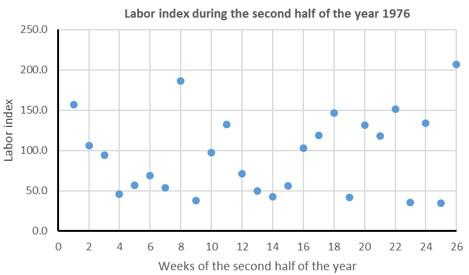 Labor index during the second half of the year 1976
250.0
200.0
150.0
100.0
50.0
0.0
Labor index
0 2 4 6 8 10 12 14 16 18 20 22 24 26
Weeks of the second half of the year